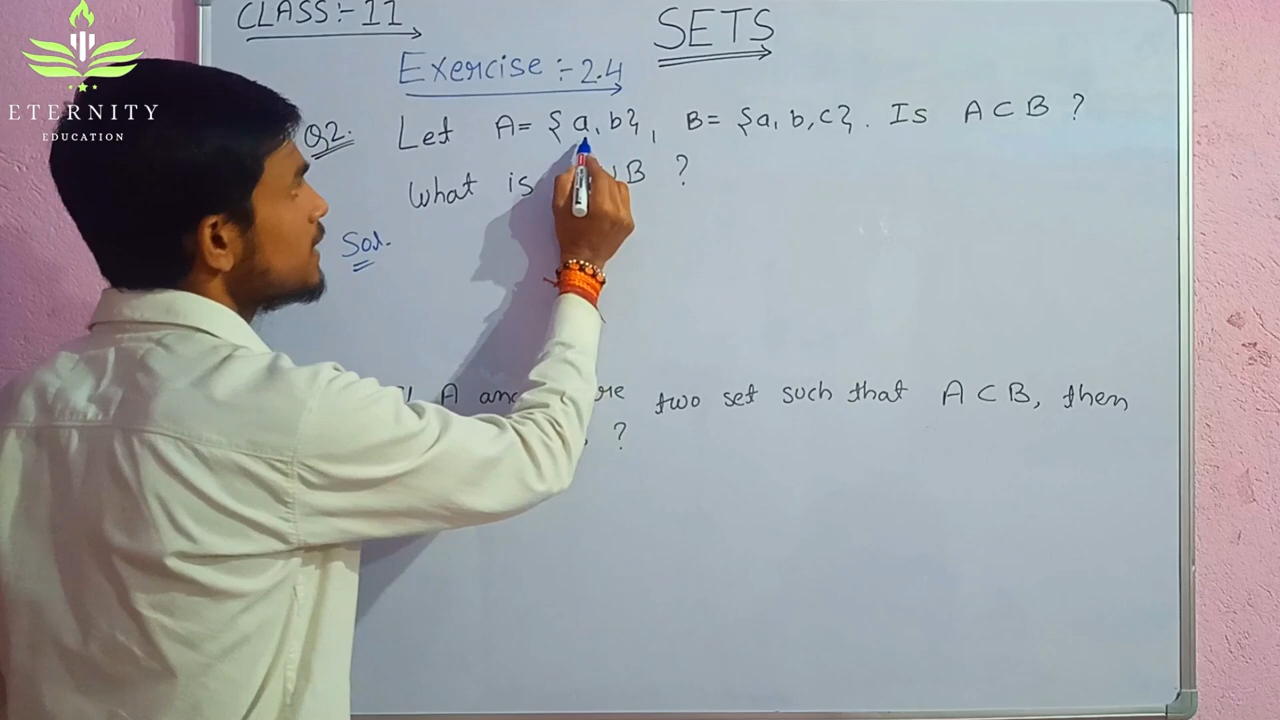 CLASS :- 11
SETS
ETERNITY
EDUCATION
Exercise :- 2.4
Q2. Let A = {a, b}, B = {a, b, c}. Is A ⊂ B ?
What is B ?
Sol.
A are two set such that A ⊂ B, then
?